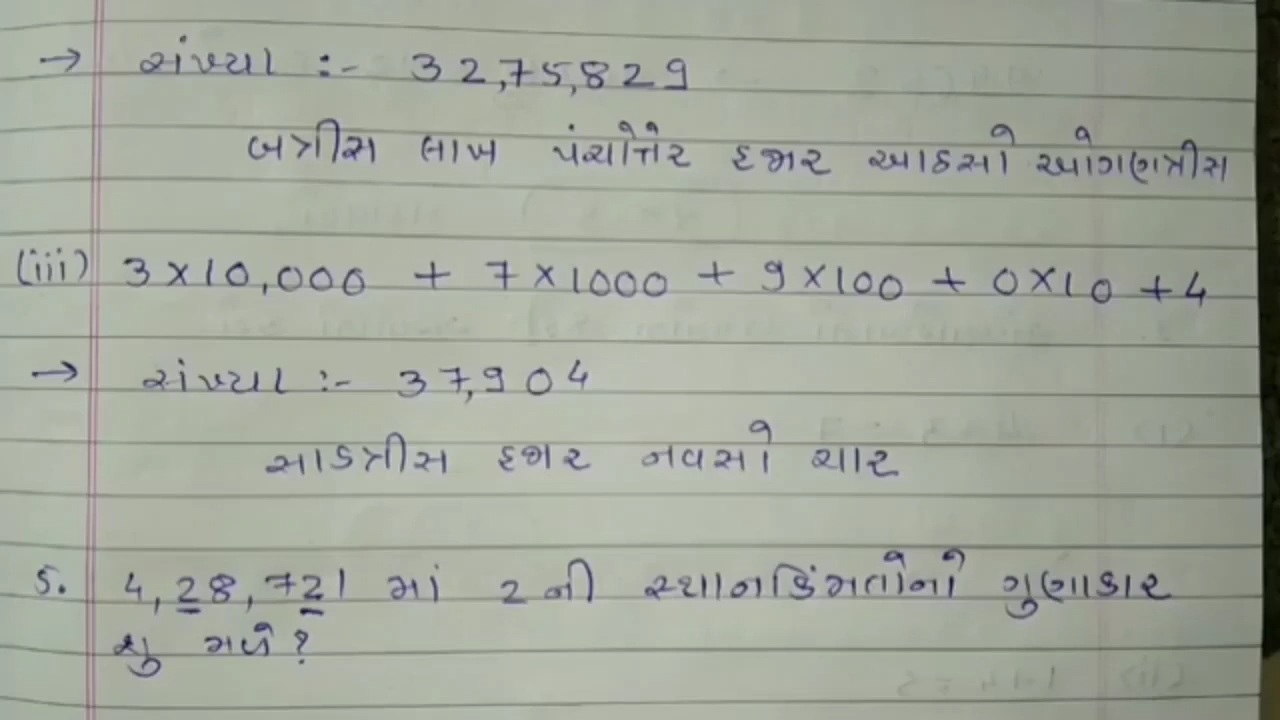 → સંખ્યા :- 32,75,829
બત્રીસ લાખ પંચોત્તેર હજાર આઠસો ઓગણત્રીસ
(iii) 3×10,000 + 7×1000 + 9×100 + 0×10 + 4
→ સંખ્યા :- 37,904
સાડત્રીસ હજાર નવસો ચાર
5. 4,28,721 માં 2 ની સ્થાનકિંમતોનો ગુણાકાર
શુ મળે ?